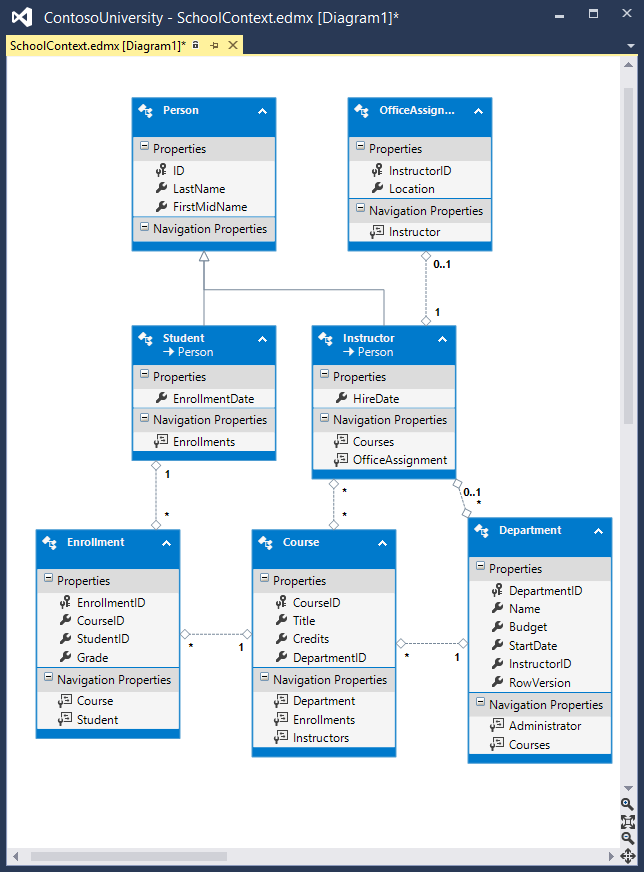 ContosoUniversity - SchoolContext.edmx [Diagram1]*
SchoolContext.edmx [Diagram1]*
Person
Properties
ID
LastName
FirstMidName
Navigation Properties
OfficeAssign...
Properties
InstructorID
Location
Navigation Properties
Instructor
0..1
1
Student
Person
Properties
EnrollmentDate
Navigation Properties
Enrollments
Instructor
Person
Properties
HireDate
Navigation Properties
Courses
OfficeAssignment
1
*
*
*
0..1
*
Enrollment
Properties
EnrollmentID
CourseID
StudentID
Grade
Navigation Properties
Course
Student
*
1
Course
Properties
CourseID
Title
Credits
DepartmentID
Navigation Properties
Department
Enrollments
Instructors
*
1
Department
Properties
DepartmentID
Name
Budget
StartDate
InstructorID
RowVersion
Navigation Properties
Administrator
Courses